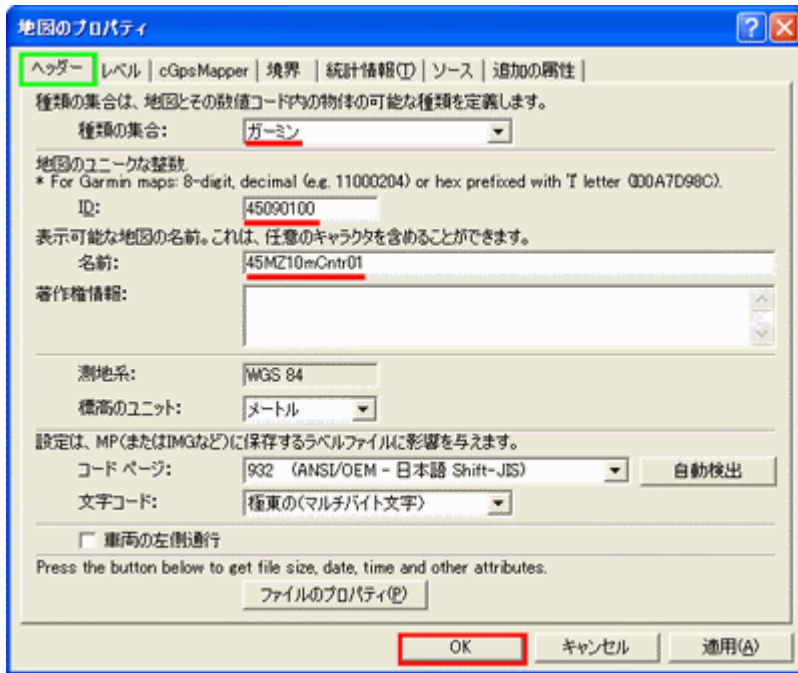 地図のプロパティ
ヘッダー レベル cGpsMapper 境界 統計情報(T) ソース 追加の属性
種類の集合は、地図とその数値コード内の物体の可能な種類を定義します。
種類の集合: ガーミン
地図のユニークな整数.
* For Garmin maps: 8-digit, decimal (e.g. 11000204) or hex prefixed with 'I' letter (I00A7D98C).
ID: 45090100
表示可能な地図の名前。これは、任意のキャラクタを含めることができます。
名前: 45MZ10mCntr01
著作権情報:
測地系: WGS 84
標高のユニット: メートル
設定は、MP(またはIMGなど)に保存するラベルファイルに影響を与えます。
コード ページ: 932 (ANSI/OEM - 日本語 Shift-JIS) 自動検出
文字コード: 極東の(マルチバイト文字)
車両の左側通行
Press the button below to get file size, date, time and other attributes.
ファイルのプロパティ(P)
OK キャンセル 適用(A)